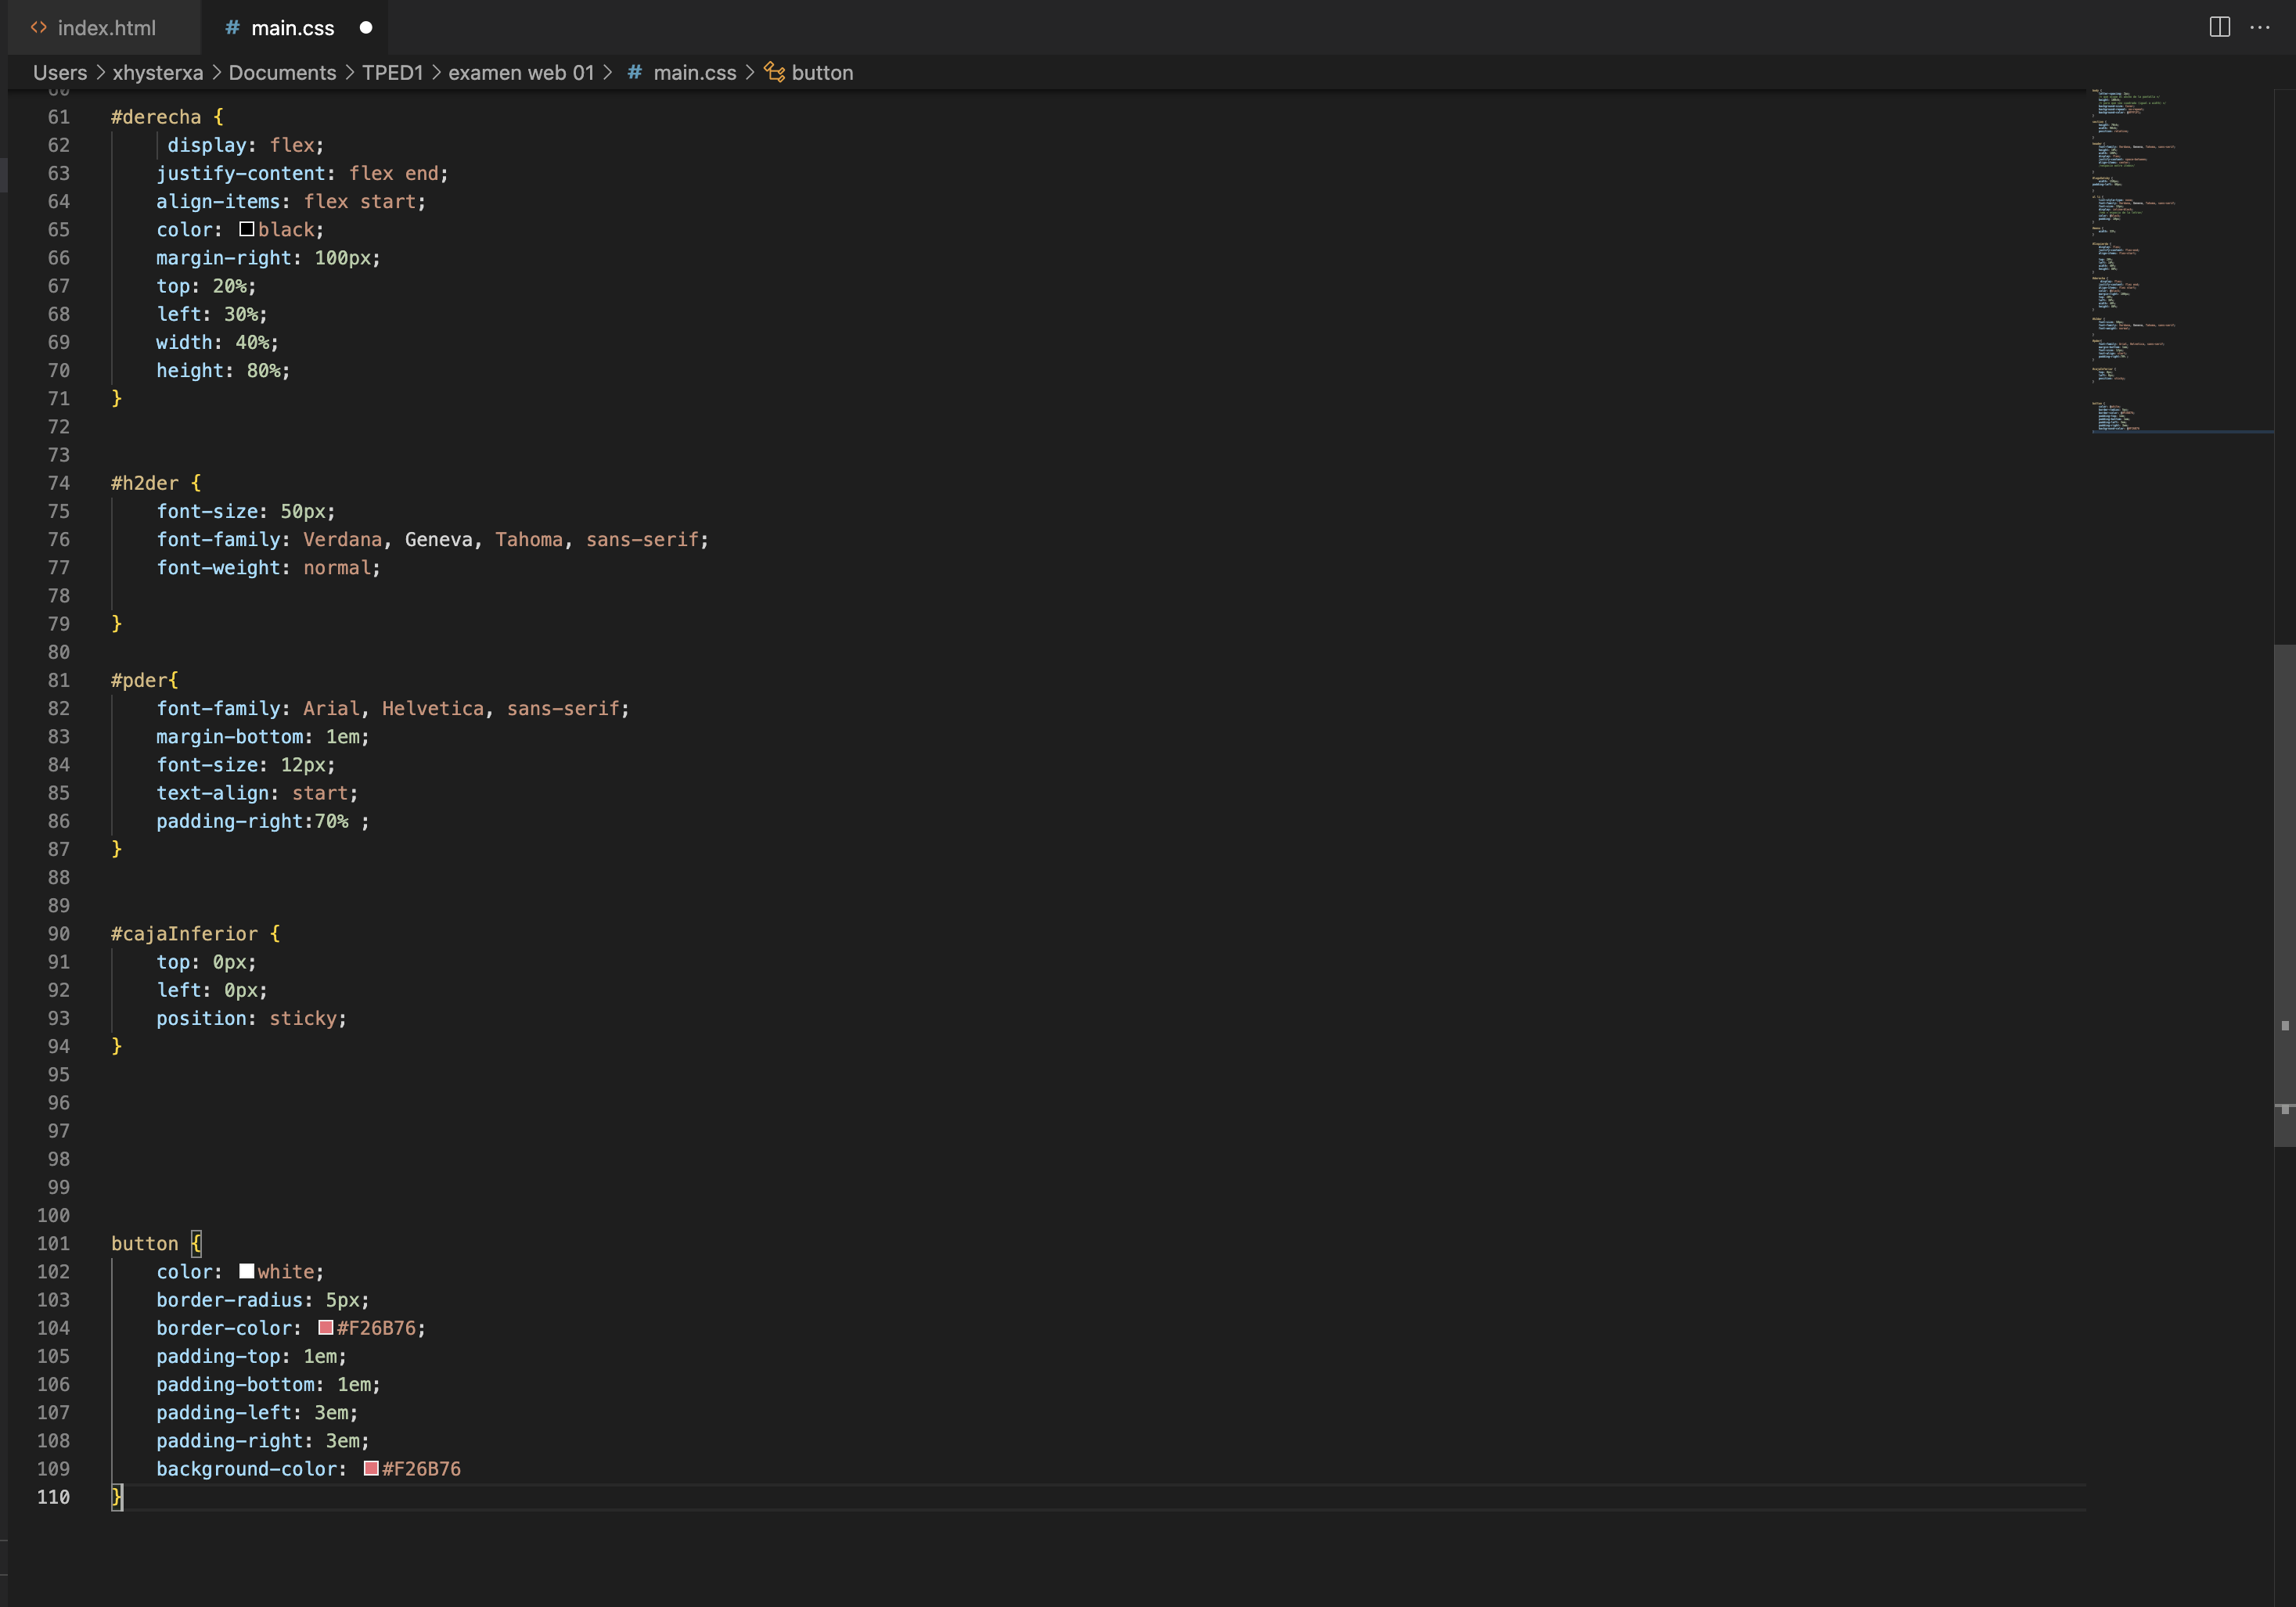 index.html
main.css
Users > xhysterxa > Documents > TPED1 > examen web 01 > # main.css > button
60
61 #derecha {
62 display: flex;
63 justify-content: flex end;
64 align-items: flex start;
65 color: black;
66 margin-right: 100px;
67 top: 20%;
68 left: 30%;
69 width: 40%;
70 height: 80%;
71 }
72
73
74 #h2der {
75 font-size: 50px;
76 font-family: Verdana, Geneva, Tahoma, sans-serif;
77 font-weight: normal;
78
79 }
80
81 #pder{
82 font-family: Arial, Helvetica, sans-serif;
83 margin-bottom: 1em;
84 font-size: 12px;
85 text-align: start;
86 padding-right:70% ;
87 }
88
89
90 #cajaInferior {
91 top: 0px;
92 left: 0px;
93 position: sticky;
94 }
95
96
97
98
99
100
101 button {
102 color: white;
103 border-radius: 5px;
104 border-color: #F26B76;
105 padding-top: 1em;
106 padding-bottom: 1em;
107 padding-left: 3em;
108 padding-right: 3em;
109 background-color: #F26B76
110 }